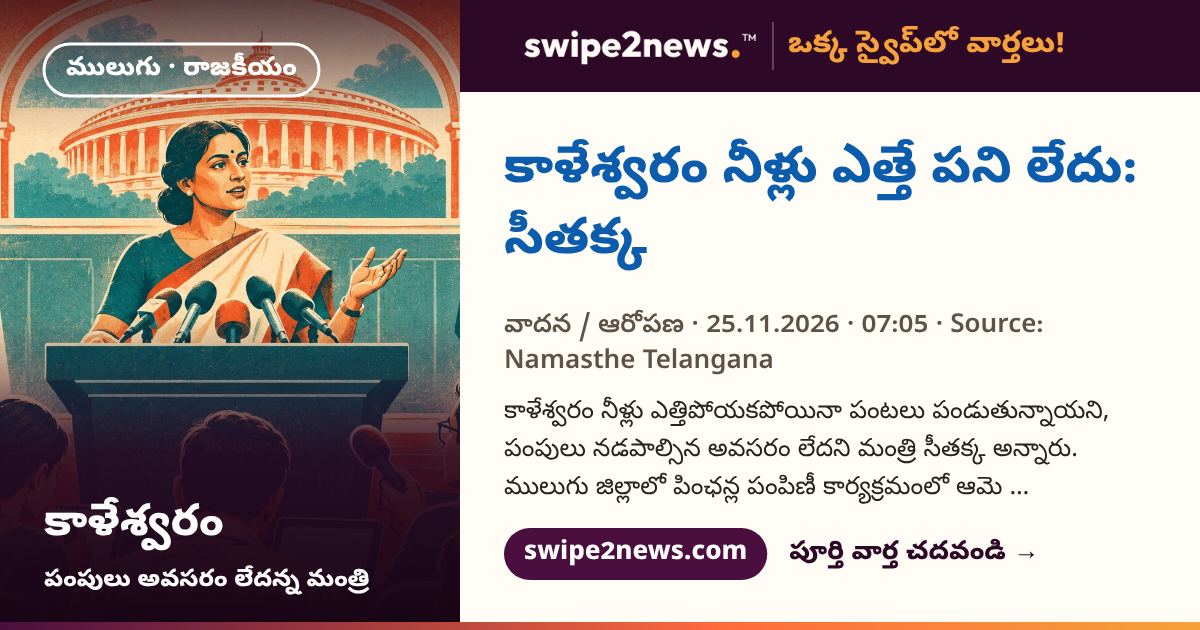 ములుగు · రాజకీయం
కాళేశ్వరం
పంపులు అవసరం లేదన్న మంత్రి
swipe2news.™
ఒక్క స్వైప్‌లో వార్తలు!
కాళేశ్వరం నీళ్లు ఎత్తే పని లేదు:
సీతక్క
వాదన / ఆరోపణ · 25.11.2026 · 07:05 · Source:
Namasthe Telangana
కాళేశ్వరం నీళ్లు ఎత్తిపోయకపోయినా పంటలు పండుతున్నాయని,
పంపులు నడపాల్సిన అవసరం లేదని మంత్రి సీతక్క అన్నారు.
ములుగు జిల్లాలో పింఛన్ల పంపిణీ కార్యక్రమంలో ఆమె ...
swipe2news.com
పూర్తి వార్త చదవండి →